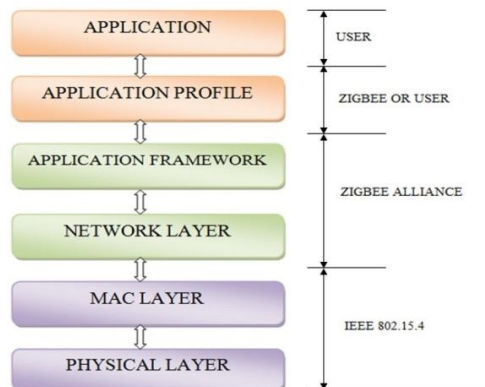 APPLICATION
USER
APPLICATION PROFILE
ZIGBEE OR USER
APPLICATION FRAMEWORK
ZIGBEE ALLIANCE
NETWORK LAYER
MAC LAYER
IEEE 802.15.4
PHYSICAL LAYER